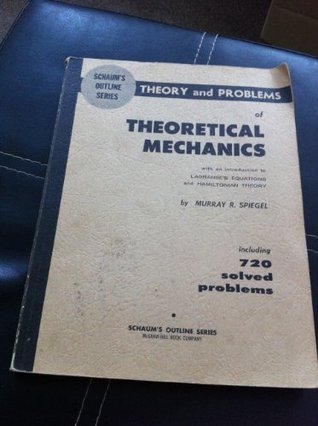 SCHAUM'S
OUTLINE
SERIES
THEORY and PROBLEMS
of
THEORETICAL
MECHANICS
with an introduction to
LAGRANGE'S EQUATIONS
and HAMILTONIAN THEORY
by MURRAY R. SPIEGEL
including
720
solved
problems
SCHAUM'S OUTLINE SERIES
McGRAW-HILL BOOK COMPANY